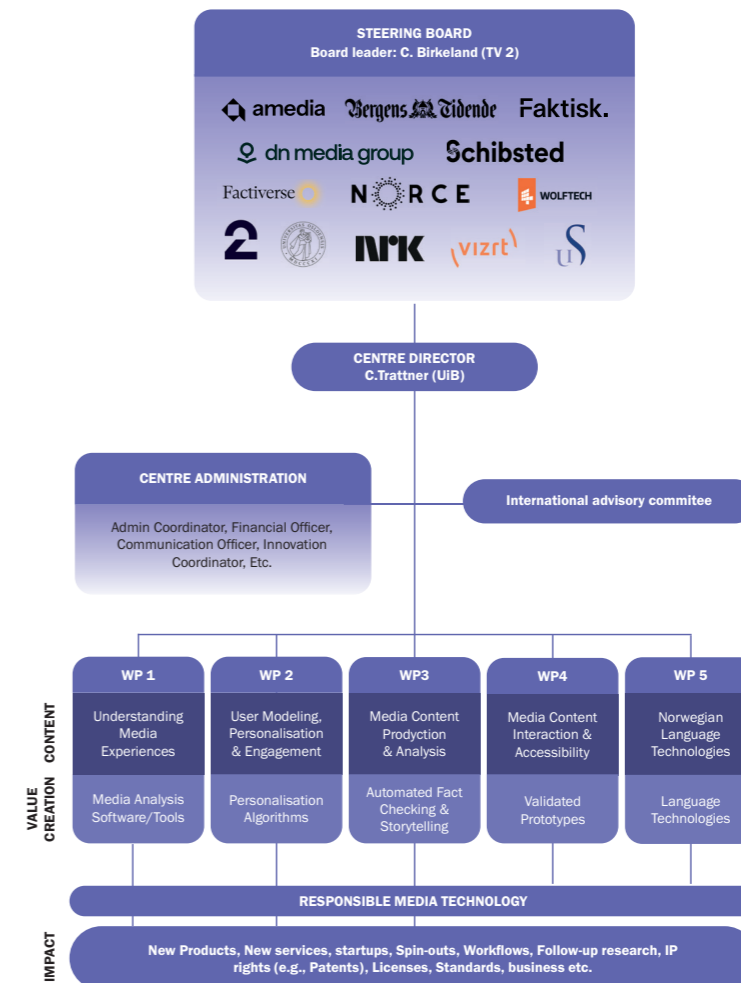 STEERING BOARD
Board leader: C. Birkeland (TV 2)
amedia Bergens Tidende Faktisk.
dn media group Schibsted
Factiverse NORCE WOLFTECH
2 NrK vizrt uiS
CENTRE DIRECTOR
C.Trattner (UiB)
CENTRE ADMINISTRATION
Admin Coordinator, Financial Officer,
Communication Officer, Innovation
Coordinator, Etc.
International advisory commitee
WP 1
WP 2
WP3
WP4
WP 5
CONTENT
Understanding
Media
Experiences
User Modeling,
Personalisation
& Engagement
Media Content
Prodyction
& Analysis
Media Content
Interaction &
Accessibility
Norwegian
Language
Technologies
VALUE
CREATION
Media Analysis
Software/Tools
Personalisation
Algorithms
Automated Fact
Checking &
Storytelling
Validated
Prototypes
Language
Technologies
RESPONSIBLE MEDIA TECHNOLOGY
IMPACT
New Products, New services, startups, Spin-outs, Workflows, Follow-up research, IP
rights (e.g., Patents), Licenses, Standards, business etc.